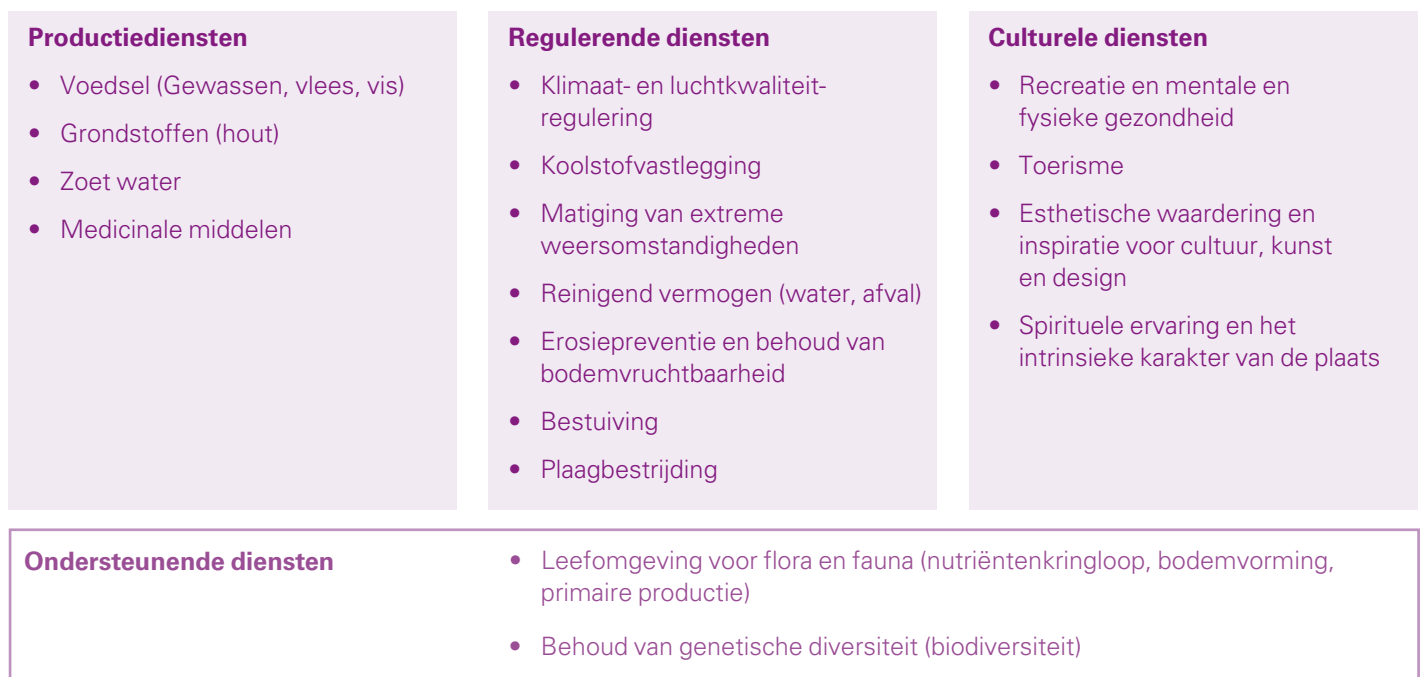 Productiediensten
• Voedsel (Gewassen, vlees, vis)
• Grondstoffen (hout)
• Zoet water
• Medicinale middelen
Regulerende diensten
• Klimaat- en luchtkwaliteit-
regulering
• Koolstofvastlegging
• Matiging van extreme
weersomstandigheden
• Reinigend vermogen (water, afval)
• Erosiepreventie en behoud van
bodemvruchtbaarheid
• Bestuiving
• Plaagbestrijding
Culturele diensten
• Recreatie en mentale en
fysieke gezondheid
• Toerisme
• Esthetische waardering en
inspiratie voor cultuur, kunst
en design
• Spirituele ervaring en het
intrinsieke karakter van de plaats
Ondersteunende diensten
• Leefomgeving voor flora en fauna (nutriëntenkringloop, bodemvorming,
primaire productie)
• Behoud van genetische diversiteit (biodiversiteit)